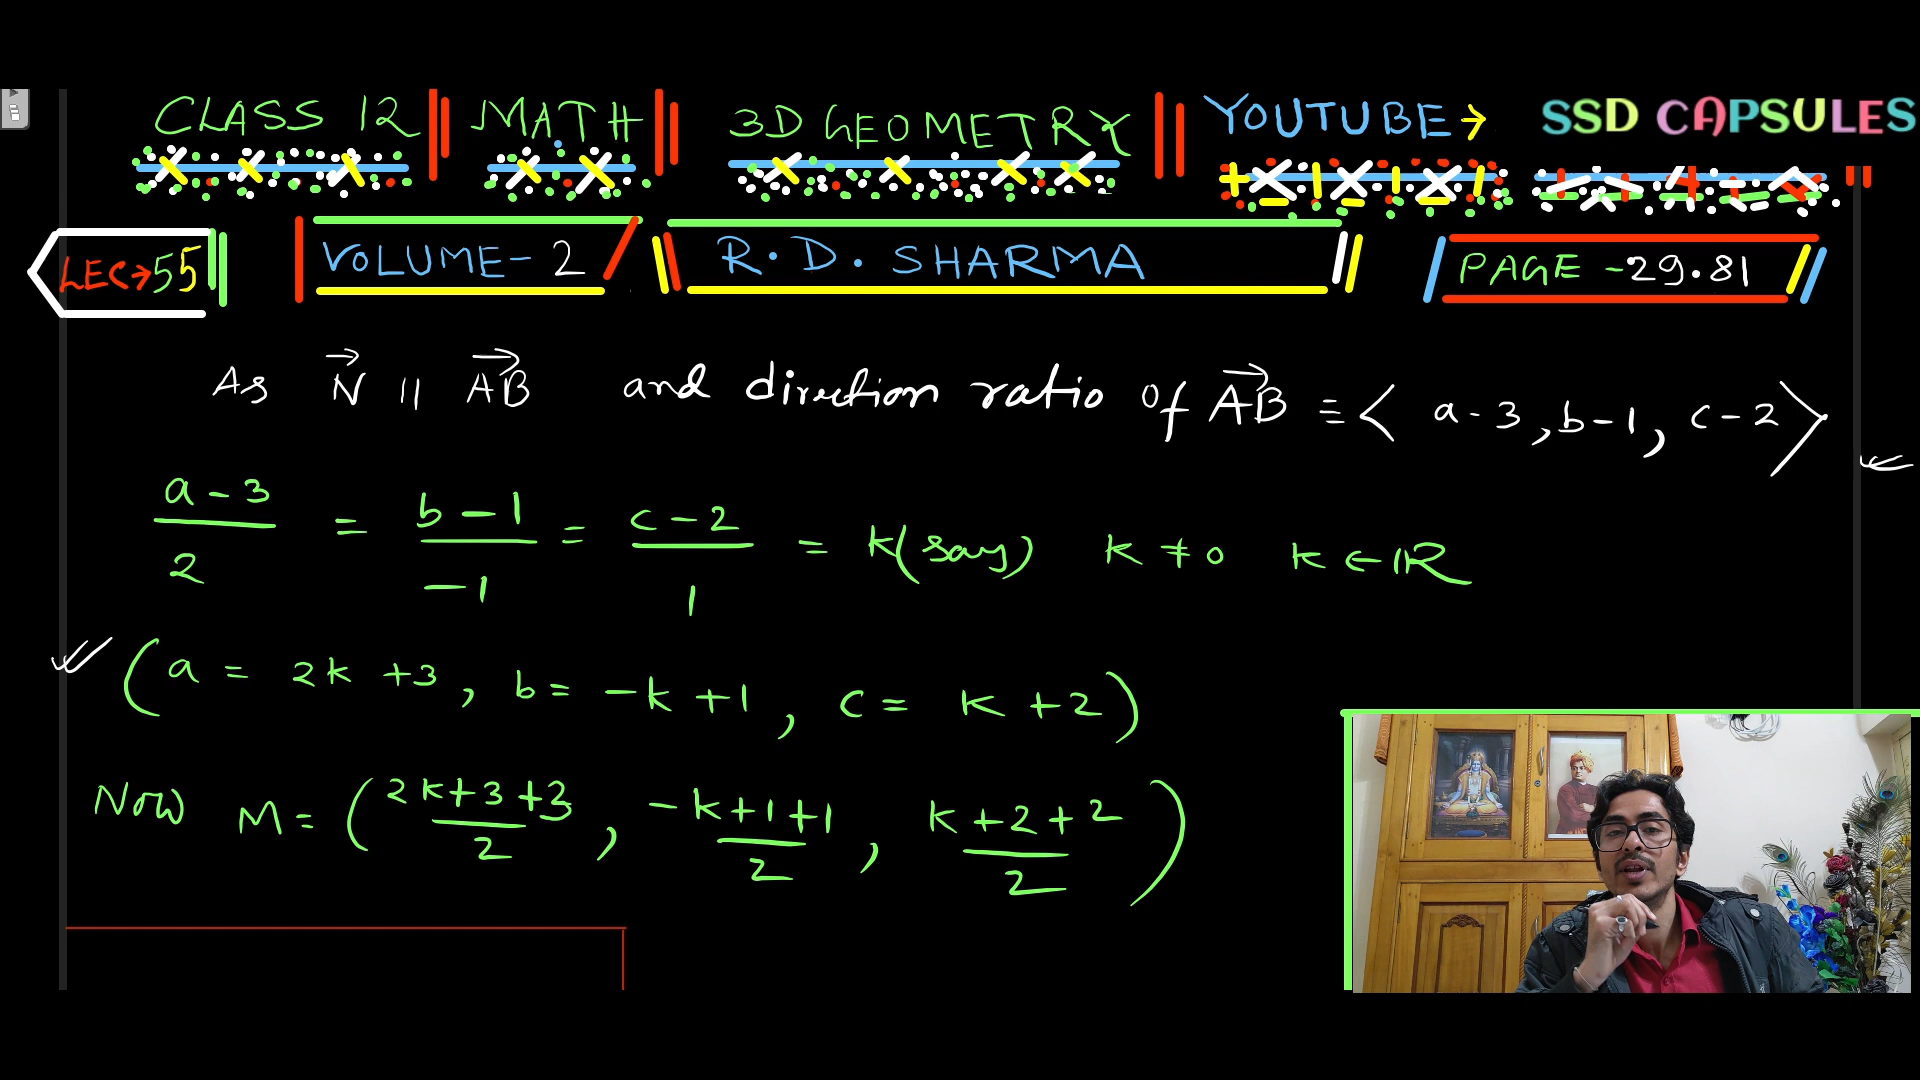 CLASS 12 || MATH || 3D GEOMETRY || YOUTUBE → SSD CAPSULES
LEC→55 VOLUME-2 R.D. SHARMA PAGE -29.81
As N⃗ || AB⃗ and direction ratio of AB⃗ ≡ < a-3, b-1, c-2 >
(a-3)/2 = (b-1)/-1 = (c-2)/1 = k(say) k ≠ 0 k ∈ ℝ
(a = 2k+3, b = -k+1, c = k+2)
Now M = ((2k+3+3)/2, (-k+1+1)/2, (k+2+2)/2)